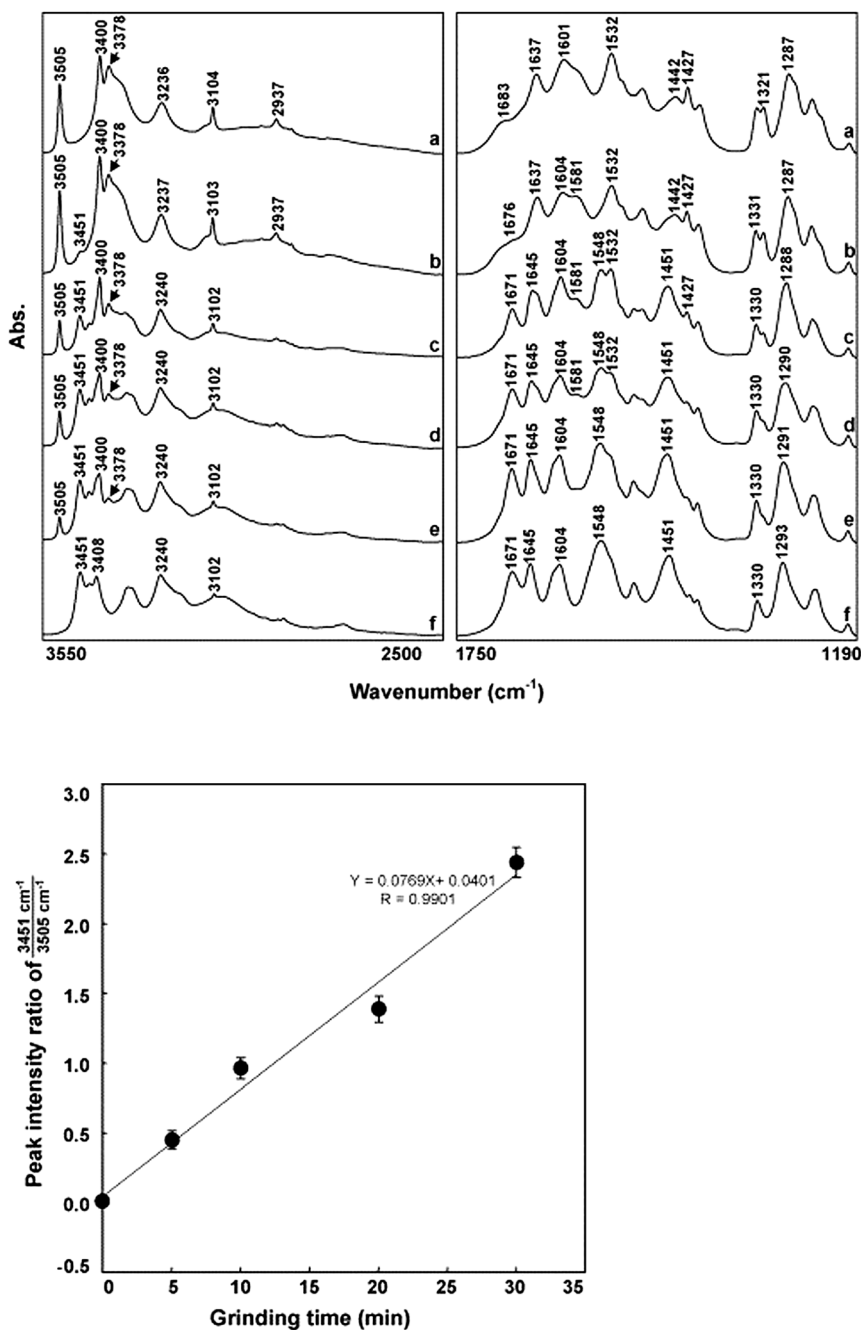 3505 3400 3378 3236 3104 2937 a
3505 3451 3400 3378 3237 3103 2937 b
3505 3451 3400 3378 3240 3102 c
3505 3451 3400 3378 3240 3102 d
3505 3451 3400 3378 3240 3102 e
3451 3408 3240 3102 f
3550 2500
1683 1637 1601 1532 1442 1427 1321 1287 a
1676 1637 1604 1581 1532 1442 1427 1331 1287 b
1671 1645 1604 1581 1548 1532 1451 1427 1330 1288 c
1671 1645 1604 1581 1548 1532 1451 1330 1290 d
1671 1645 1604 1548 1451 1330 1291 e
1671 1645 1604 1548 1451 1330 1293 f
1750 1190
Abs.
Wavenumber (cm⁻¹)
3.0
2.5
2.0
1.5
1.0
0.5
0.0
-0.5
Peak intensity ratio of 3451 cm⁻¹ / 3505 cm⁻¹
Y = 0.0769X+ 0.0401
R = 0.9901
0 5 10 15 20 25 30 35
Grinding time (min)